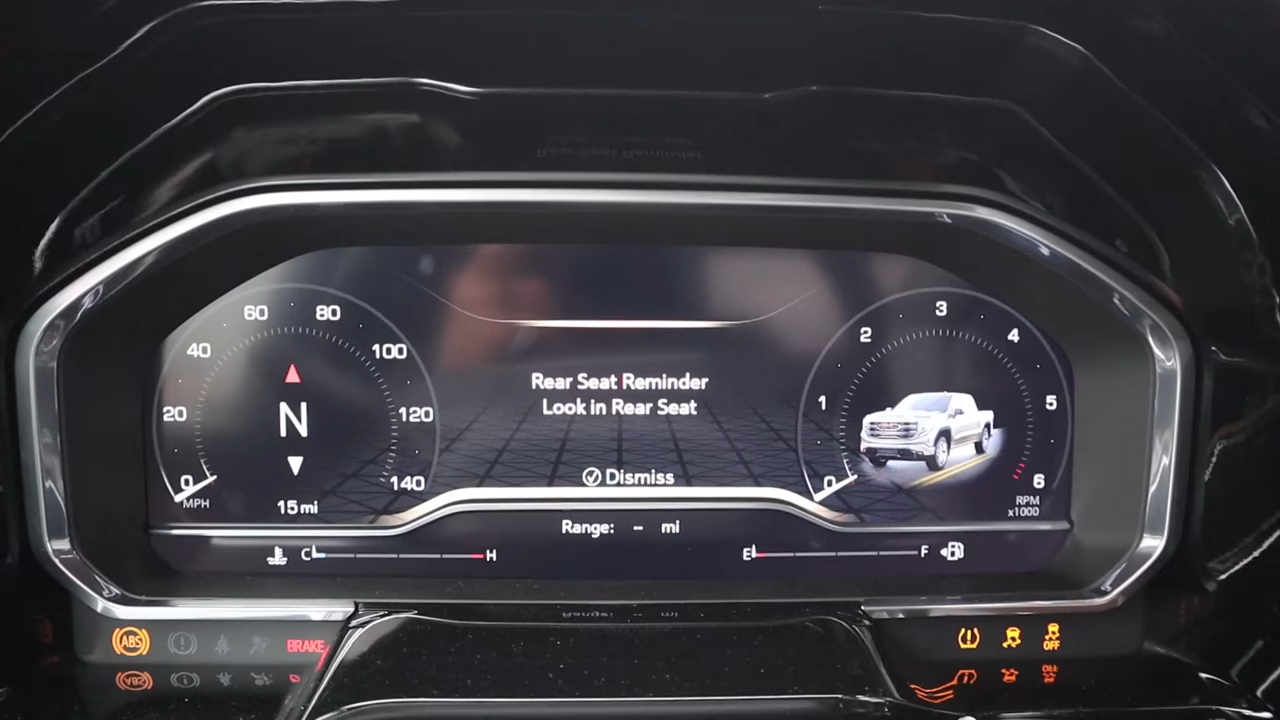 Rear Seat Reminder
Look in Rear Seat
Dismiss
0
20
40
60
80
100
120
140
MPH
N
15 mi
0
1
2
3
4
5
6
RPM
x1000
Range: -- mi
C H
E F
ABS
BRAKE
OFF